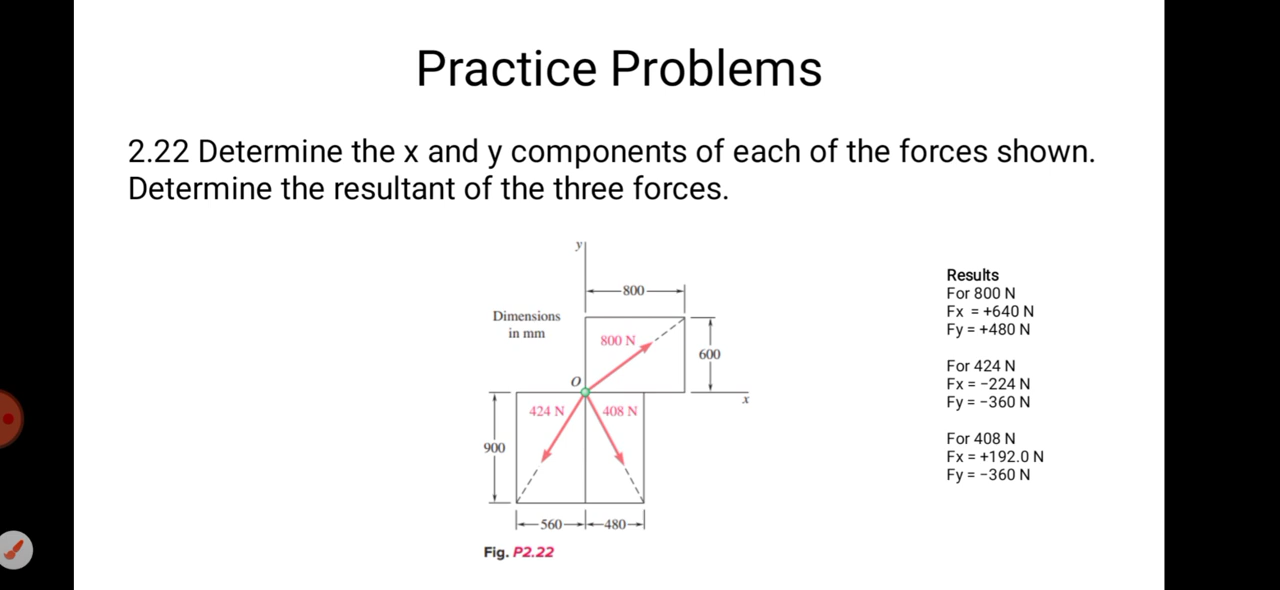 Practice Problems
2.22 Determine the x and y components of each of the forces shown.
Determine the resultant of the three forces.
y
800
Dimensions
in mm
800 N
600
O
x
424 N
408 N
900
560
480
Fig. P2.22
Results
For 800 N
Fx = +640 N
Fy = +480 N
For 424 N
Fx = -224 N
Fy = -360 N
For 408 N
Fx = +192.0 N
Fy = -360 N